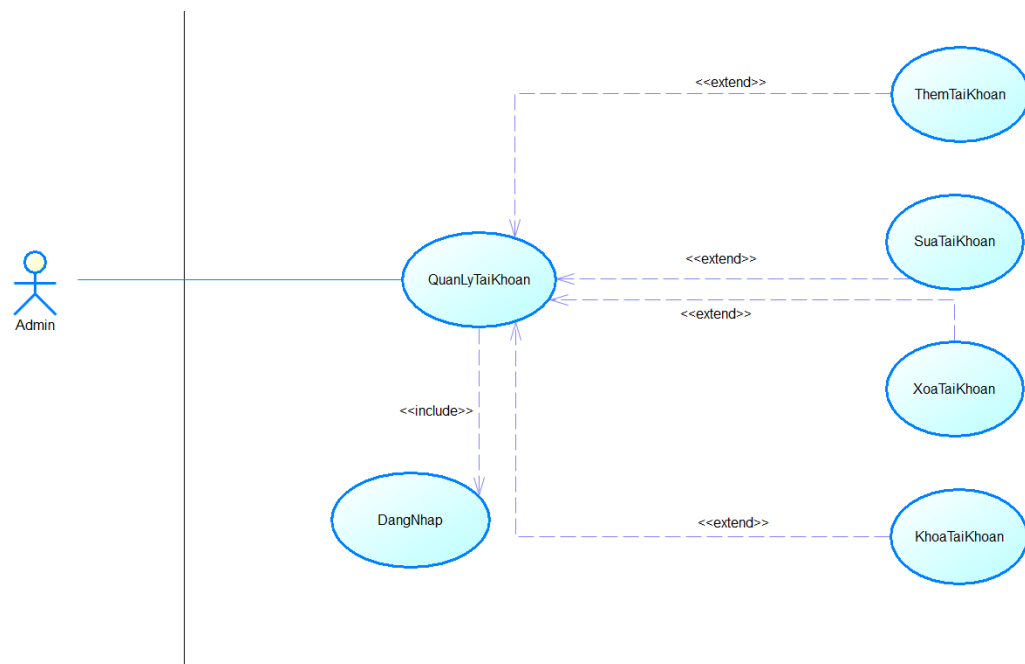 <<extend>>
ThemTaiKhoan
SuaTaiKhoan
<<extend>>
QuanLyTaiKhoan
<<extend>>
Admin
XoaTaiKhoan
<<include>>
DangNhap
<<extend>>
KhoaTaiKhoan